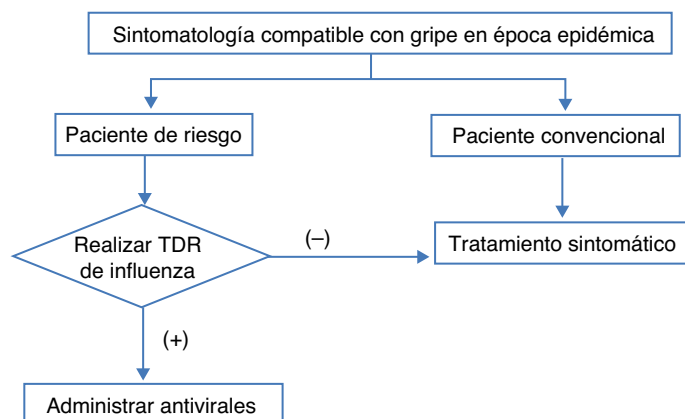 Sintomatología compatible con gripe en época epidémica
Paciente de riesgo
Paciente convencional
Realizar TDR
de influenza
(–)
Tratamiento sintomático
(+)
Administrar antivirales